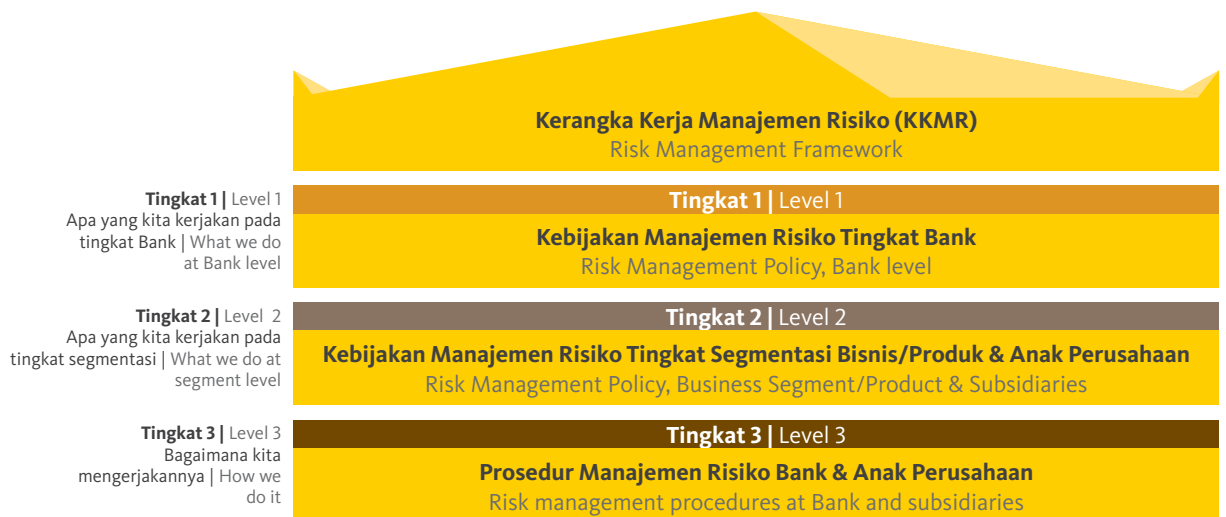 Kerangka Kerja Manajemen Risiko (KKMR)
Risk Management Framework
Tingkat 1 | Level 1
Apa yang kita kerjakan pada
tingkat Bank | What we do
at Bank level
Tingkat 1 | Level 1
Kebijakan Manajemen Risiko Tingkat Bank
Risk Management Policy, Bank level
Tingkat 2 | Level 2
Apa yang kita kerjakan pada
tingkat segmentasi | What we do at
segment level
Tingkat 2 | Level 2
Kebijakan Manajemen Risiko Tingkat Segmentasi Bisnis/Produk & Anak Perusahaan
Risk Management Policy, Business Segment/Product & Subsidiaries
Tingkat 3 | Level 3
Bagaimana kita
mengerjakannya | How we
do it
Tingkat 3 | Level 3
Prosedur Manajemen Risiko Bank & Anak Perusahaan
Risk management procedures at Bank and subsidiaries